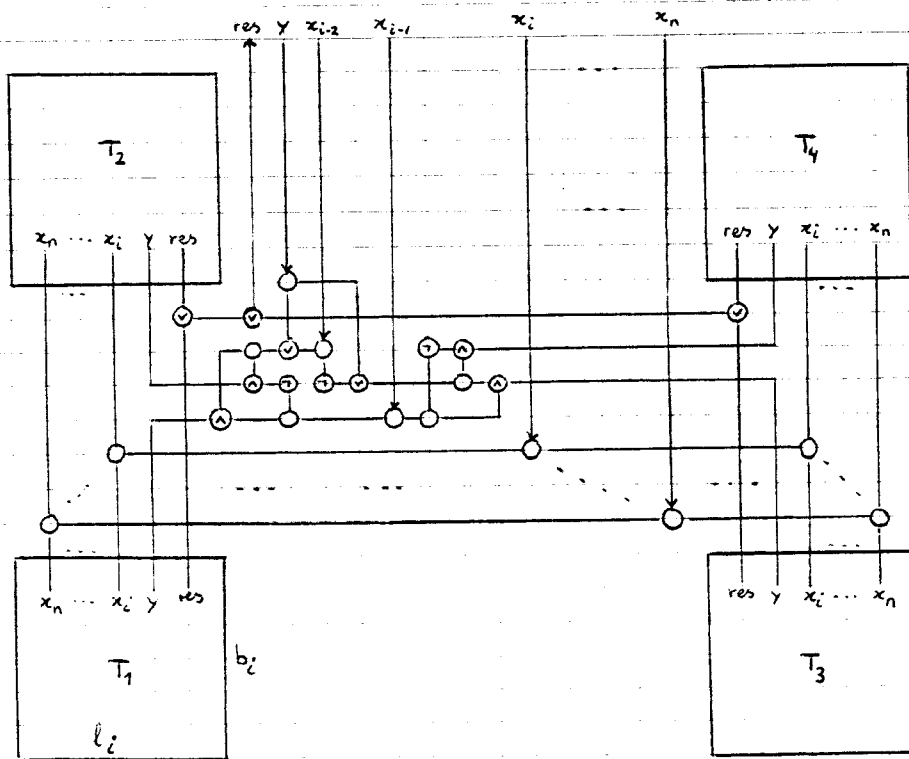 res y x_{i-2} x_{i-1} x_i x_n
...
T_2 T_4
...
x_n ... x_i y res res y x_i ... x_n
... ...
∨ ∨ ∨
∨ ¬ ∧
∧ ¬ ¬ ∨ ∧
∧
... ... ...
... ...
x_n ... x_i y res res y x_i ... x_n
T_1 b_i T_3
l_i